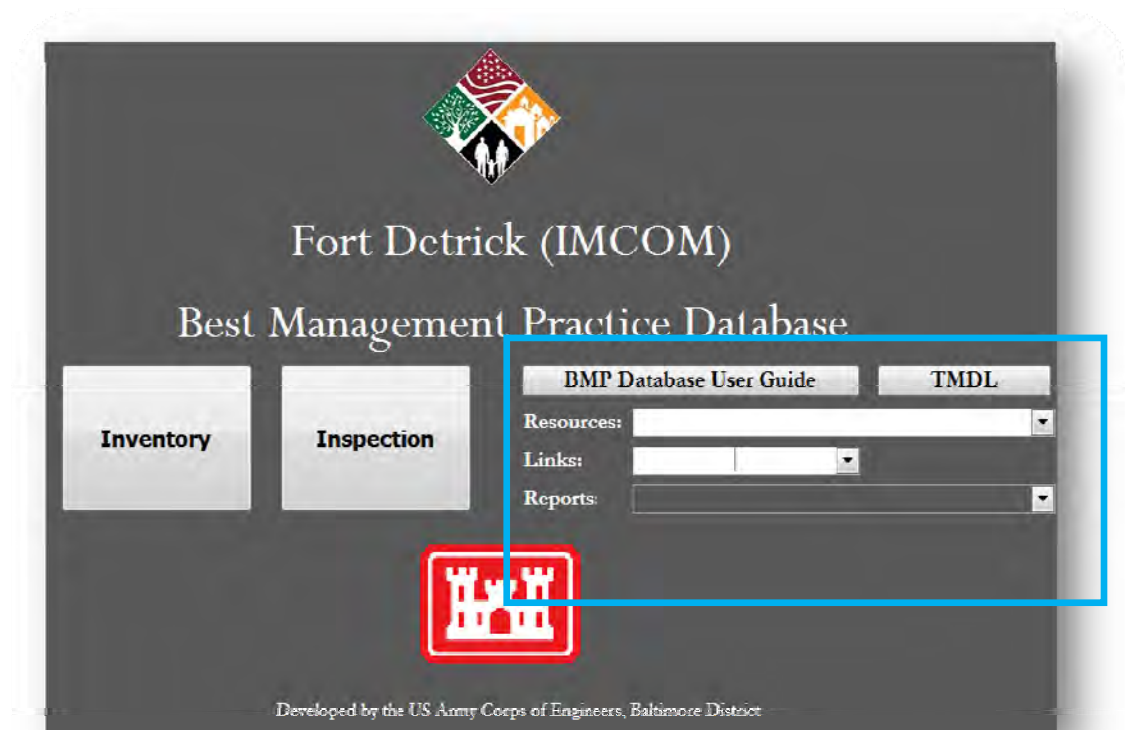 Fort Detrick (IMCOM)
Best Management Practice Database
BMP Database User Guide
TMDL
Inventory
Inspection
Resources:
Links:
Reports:
Developed by the US Army Corps of Engineers, Baltimore District